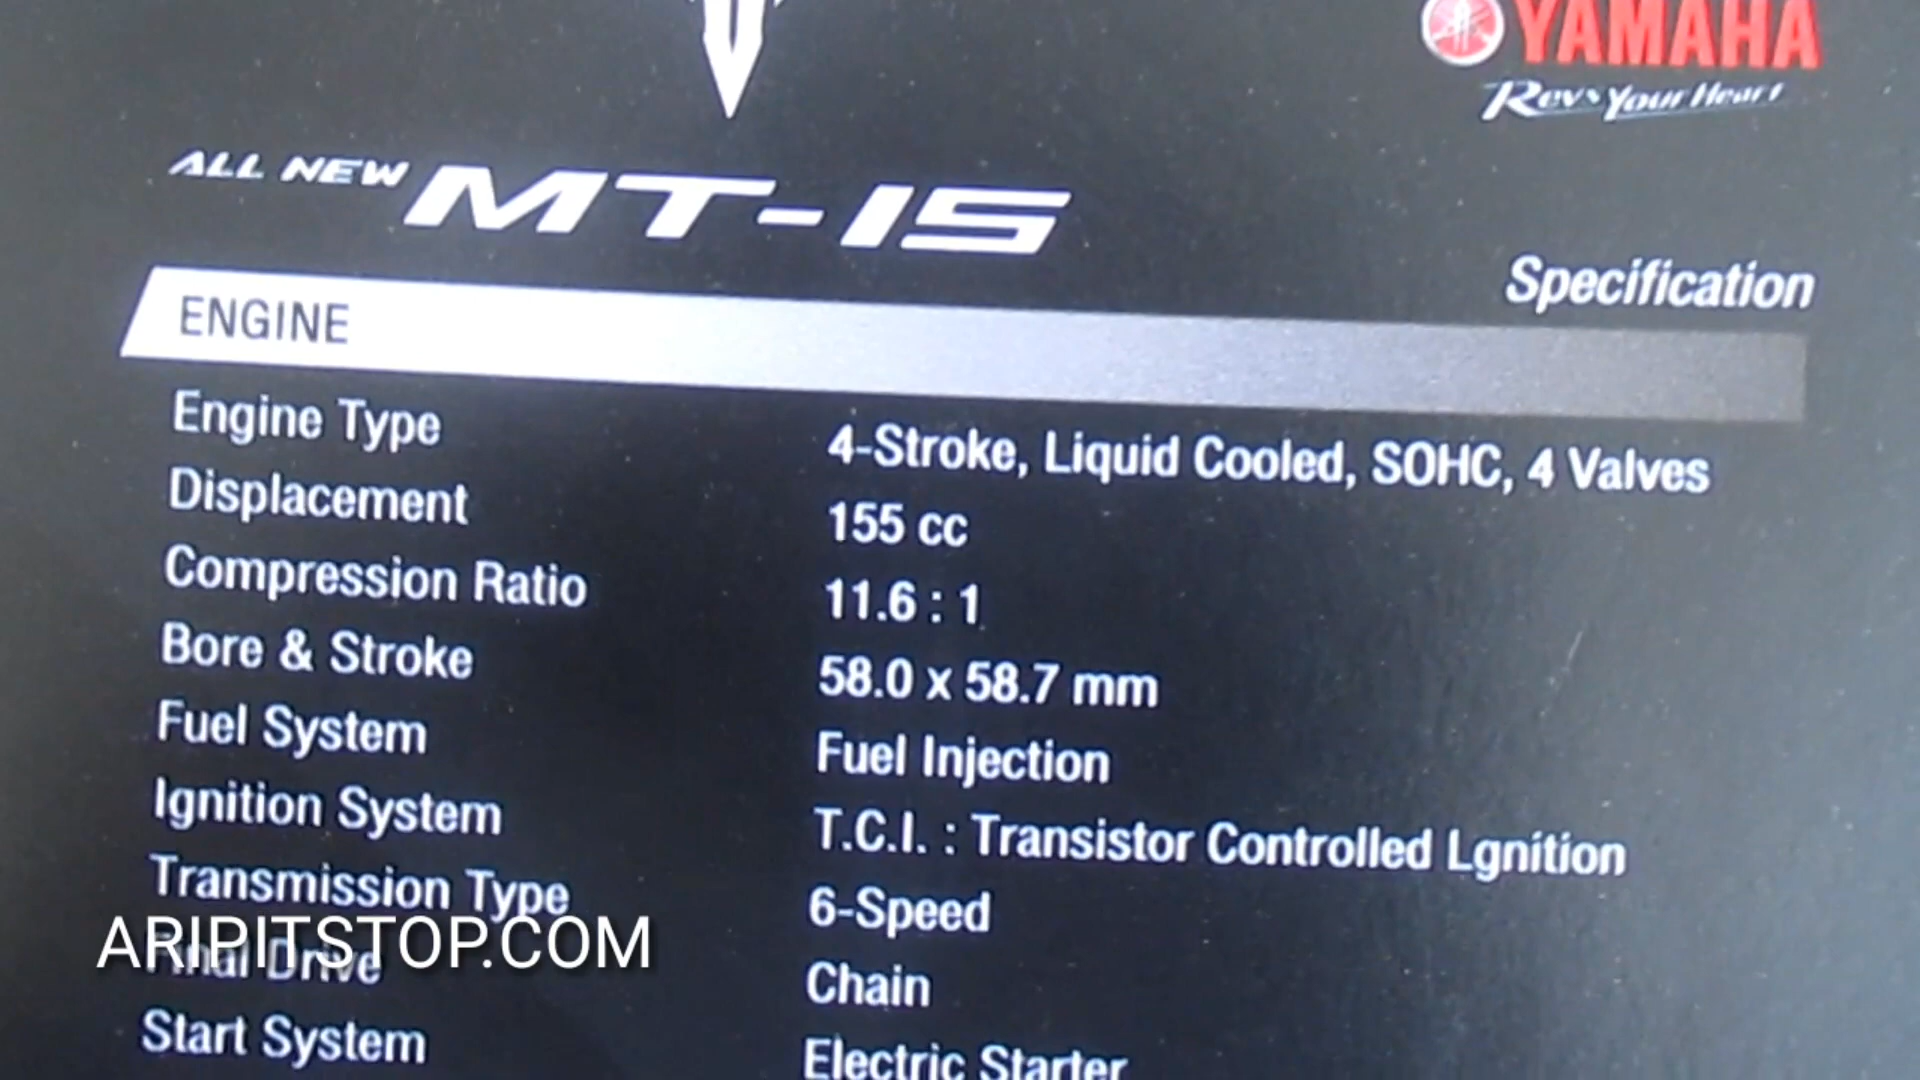 YAMAHA
Revs Your Heart
ALL NEW MT-15
Specification
ENGINE
Engine Type 4-Stroke, Liquid Cooled, SOHC, 4 Valves
Displacement 155 cc
Compression Ratio 11.6 : 1
Bore & Stroke 58.0 x 58.7 mm
Fuel System Fuel Injection
Ignition System T.C.I. : Transistor Controlled Lgnition
Transmission Type 6-Speed
ARIPITSTOP.COM
Final Drive Chain
Start System Electric Starter